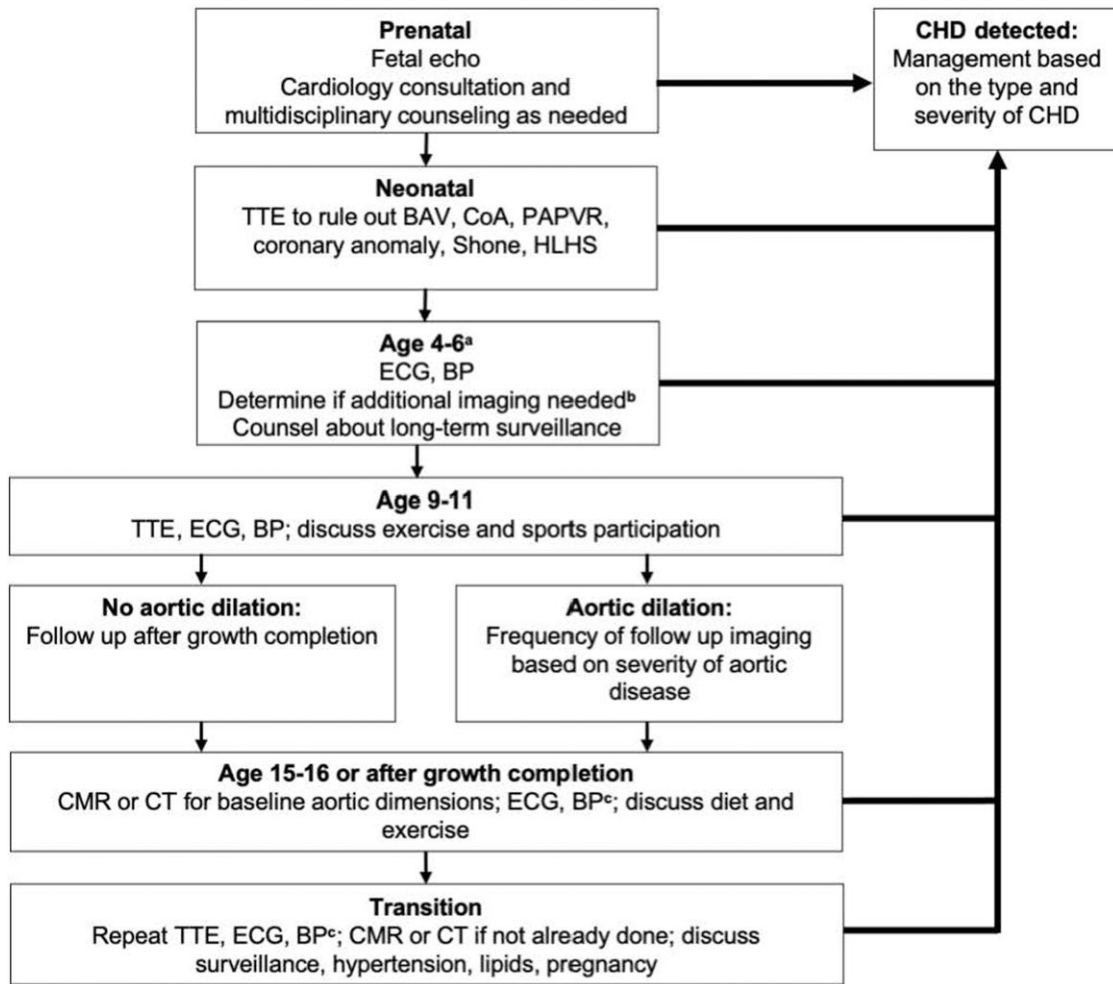 Prenatal
Fetal echo
Cardiology consultation and
multidisciplinary counseling as needed
CHD detected:
Management based
on the type and
severity of CHD
Neonatal
TTE to rule out BAV, CoA, PAPVR,
coronary anomaly, Shone, HLHS
Age 4-6ᵃ
ECG, BP
Determine if additional imaging neededᵇ
Counsel about long-term surveillance
Age 9-11
TTE, ECG, BP; discuss exercise and sports participation
No aortic dilation:
Follow up after growth completion
Aortic dilation:
Frequency of follow up imaging
based on severity of aortic
disease
Age 15-16 or after growth completion
CMR or CT for baseline aortic dimensions; ECG, BPᶜ; discuss diet and
exercise
Transition
Repeat TTE, ECG, BPᶜ; CMR or CT if not already done; discuss
surveillance, hypertension, lipids, pregnancy